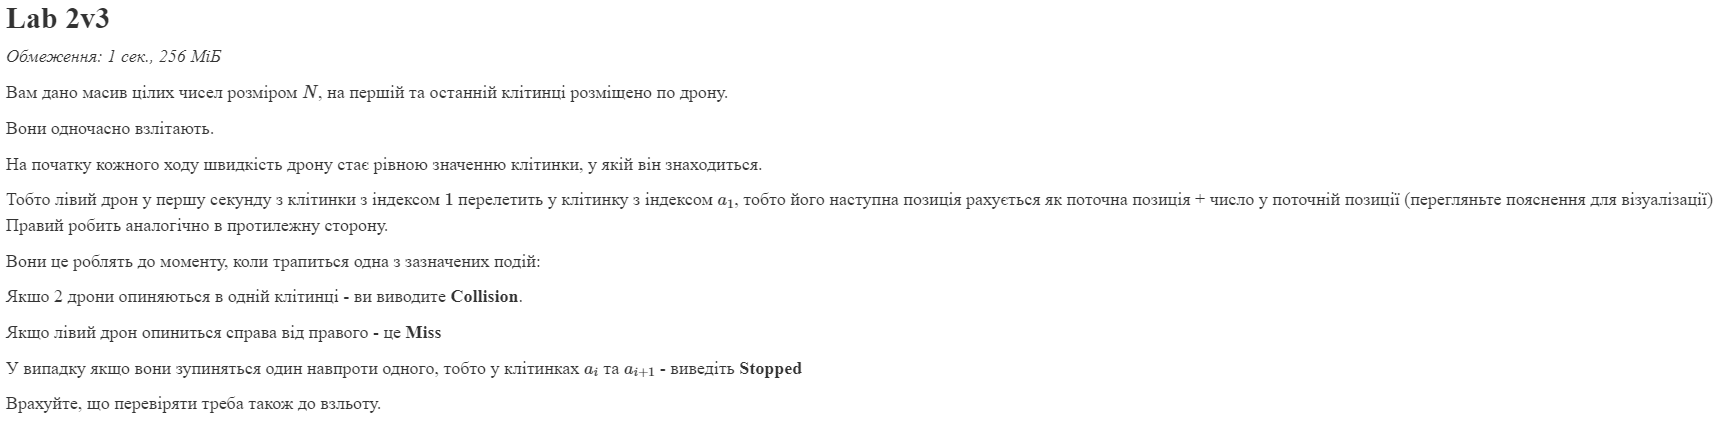 Lab 2v3
Обмеження: 1 сек., 256 МіБ
Вам дано масив цілих чисел розміром N, на першій та останній клітинці розміщено по дрону.
Вони одночасно взлітають.
На початку кожного ходу швидкість дрону стає рівною значенню клітинки, у якій він знаходиться.
Тобто лівий дрон у першу секунду з клітинки з індексом 1 перелетить у клітинку з індексом a₁, тобто його наступна позиція рахується як поточна позиція + число у поточній позиції (перегляньте пояснення для візуалізації)
Правий робить аналогічно в протилежну сторону.
Вони це роблять до моменту, коли трапиться одна з зазначених подій:
Якшо 2 дрони опиняються в одній клітинці - ви виводите Collision.
Якшо лівий дрон опиниться справа від правого - це Miss
У випадку якщо вони зупиняться один навпроти одного, тобто у клітинках aᵢ та aᵢ₊₁ - виведіть Stopped
Врахуйте, що перевіряти треба також до взльоту.